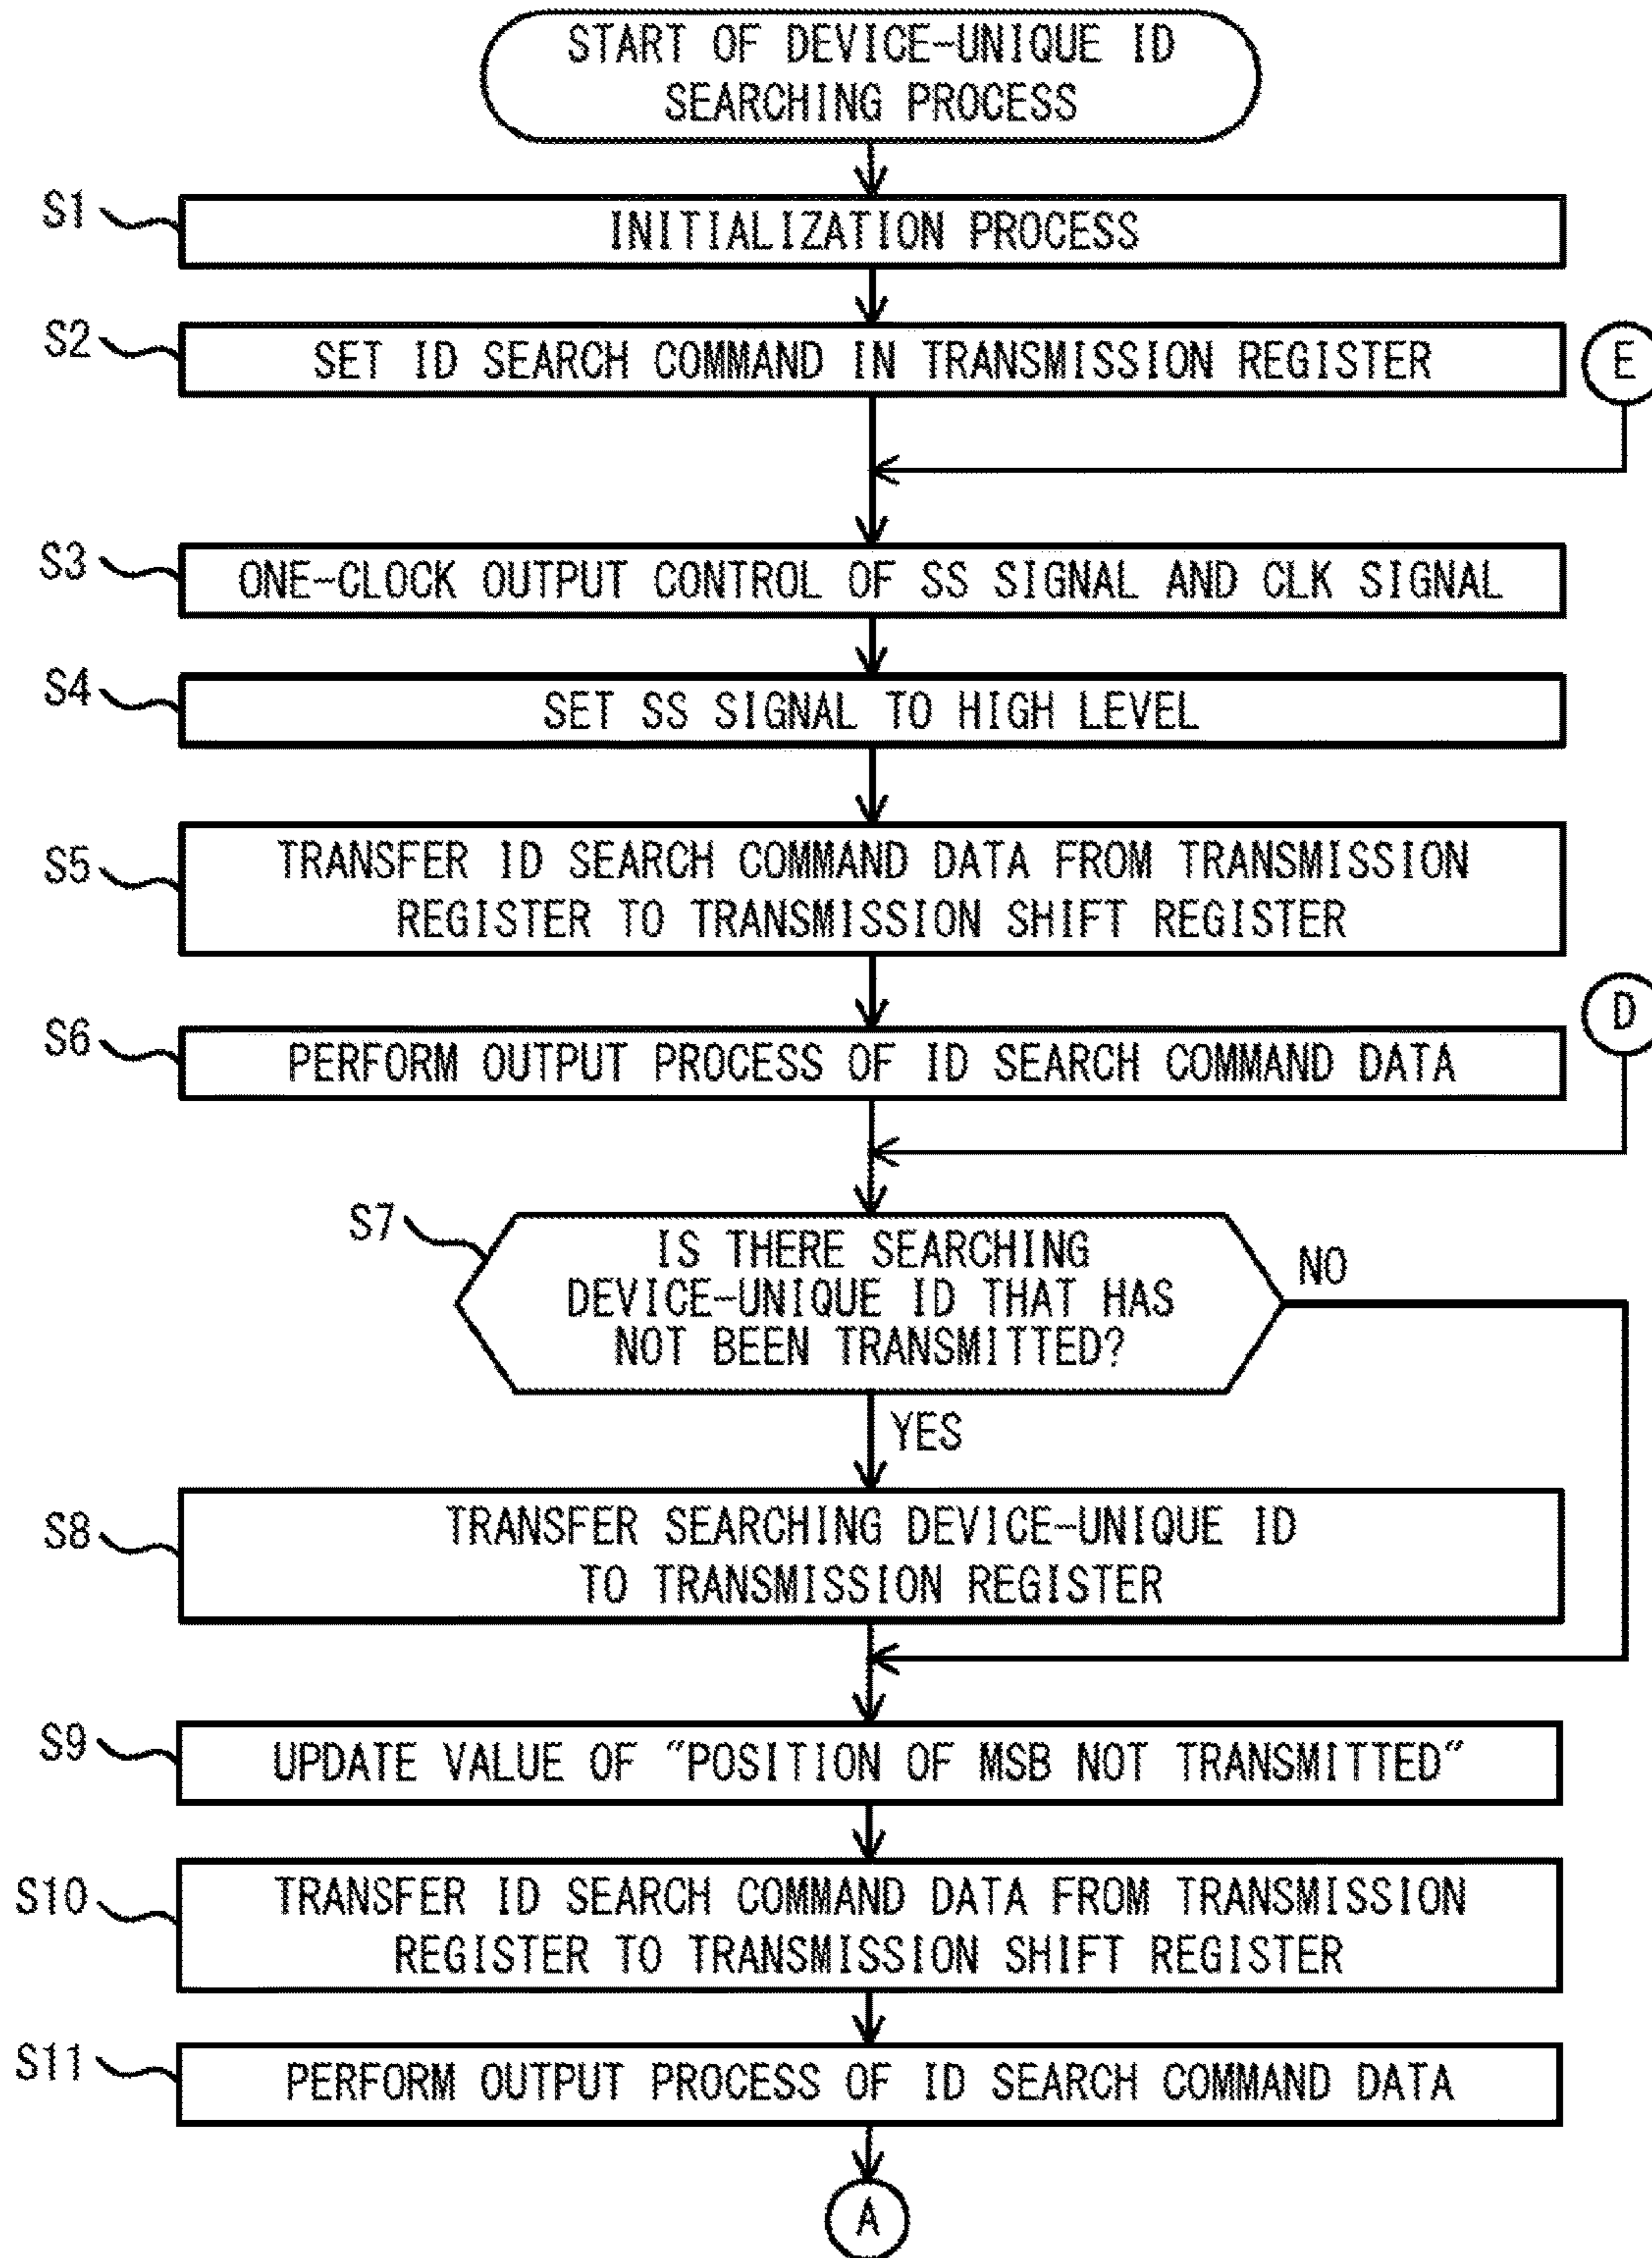 START OF DEVICE-UNIQUE ID
SEARCHING PROCESS
S1
INITIALIZATION PROCESS
S2
SET ID SEARCH COMMAND IN TRANSMISSION REGISTER
E
S3
ONE-CLOCK OUTPUT CONTROL OF SS SIGNAL AND CLK SIGNAL
S4
SET SS SIGNAL TO HIGH LEVEL
S5
TRANSFER ID SEARCH COMMAND DATA FROM TRANSMISSION
REGISTER TO TRANSMISSION SHIFT REGISTER
D
S6
PERFORM OUTPUT PROCESS OF ID SEARCH COMMAND DATA
S7
IS THERE SEARCHING
DEVICE-UNIQUE ID THAT HAS
NOT BEEN TRANSMITTED?
NO
YES
S8
TRANSFER SEARCHING DEVICE-UNIQUE ID
TO TRANSMISSION REGISTER
S9
UPDATE VALUE OF "POSITION OF MSB NOT TRANSMITTED"
S10
TRANSFER ID SEARCH COMMAND DATA FROM TRANSMISSION
REGISTER TO TRANSMISSION SHIFT REGISTER
S11
PERFORM OUTPUT PROCESS OF ID SEARCH COMMAND DATA
A